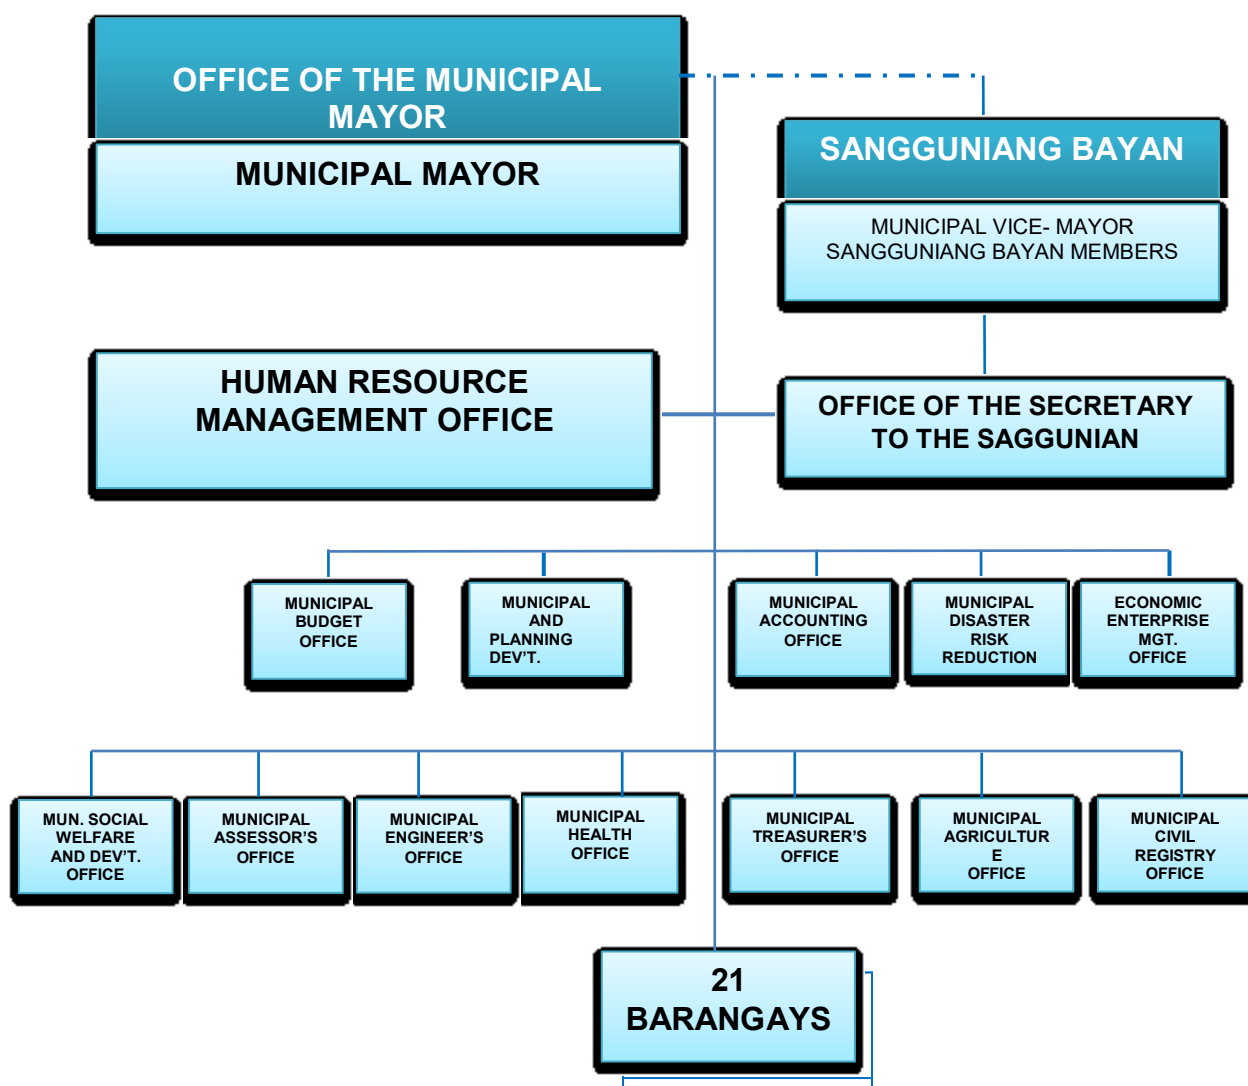 OFFICE OF THE MUNICIPAL
MAYOR
MUNICIPAL MAYOR
SANGGUNIANG BAYAN
MUNICIPAL VICE- MAYOR
SANGGUNIANG BAYAN MEMBERS
HUMAN RESOURCE
MANAGEMENT OFFICE
OFFICE OF THE SECRETARY
TO THE SAGGUNIAN
MUNICIPAL
BUDGET
OFFICE
MUNICIPAL
AND
PLANNING
DEV’T.
MUNICIPAL
ACCOUNTING
OFFICE
MUNICIPAL
DISASTER
RISK
REDUCTION
ECONOMIC
ENTERPRISE
MGT.
OFFICE
MUN. SOCIAL
WELFARE
AND DEV’T.
OFFICE
MUNICIPAL
ASSESSOR’S
OFFICE
MUNICIPAL
ENGINEER’S
OFFICE
MUNICIPAL
HEALTH
OFFICE
MUNICIPAL
TREASURER’S
OFFICE
MUNICIPAL
AGRICULTUR
E
OFFICE
MUNICIPAL
CIVIL
REGISTRY
OFFICE
21
BARANGAYS